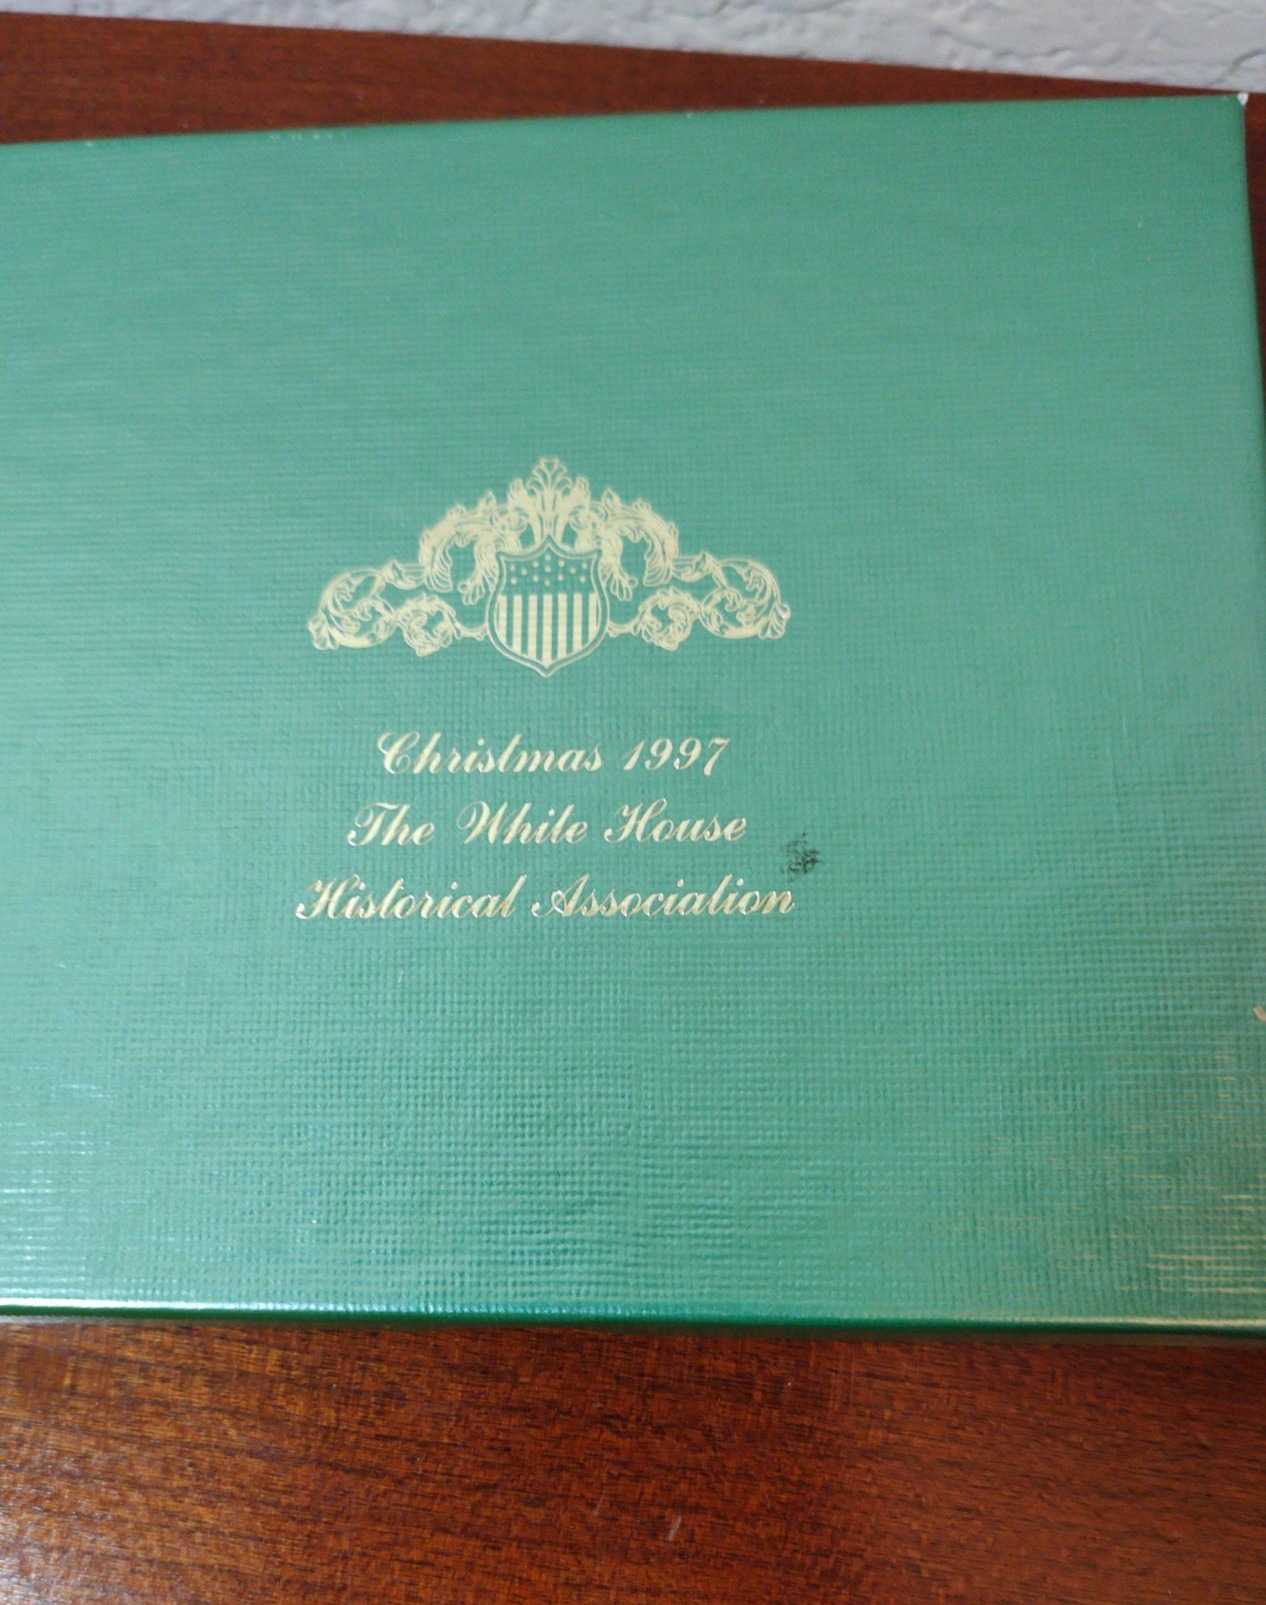 Christmas 1997
The White House
Historical Association